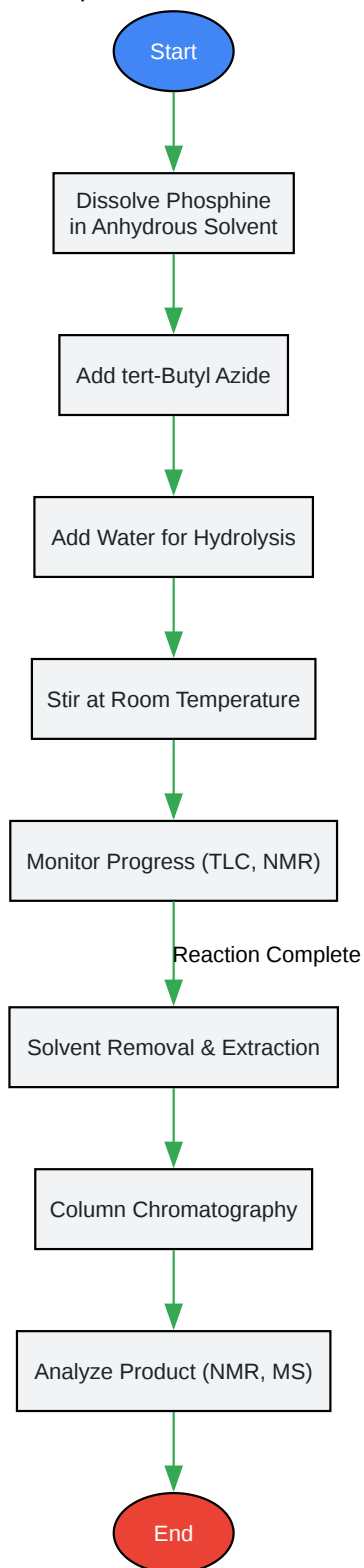 Start
Dissolve Phosphine
in Anhydrous Solvent
Add tert-Butyl Azide
Add Water for Hydrolysis
Stir at Room Temperature
Monitor Progress (TLC, NMR)
Reaction Complete
Solvent Removal & Extraction
Column Chromatography
Analyze Product (NMR, MS)
End